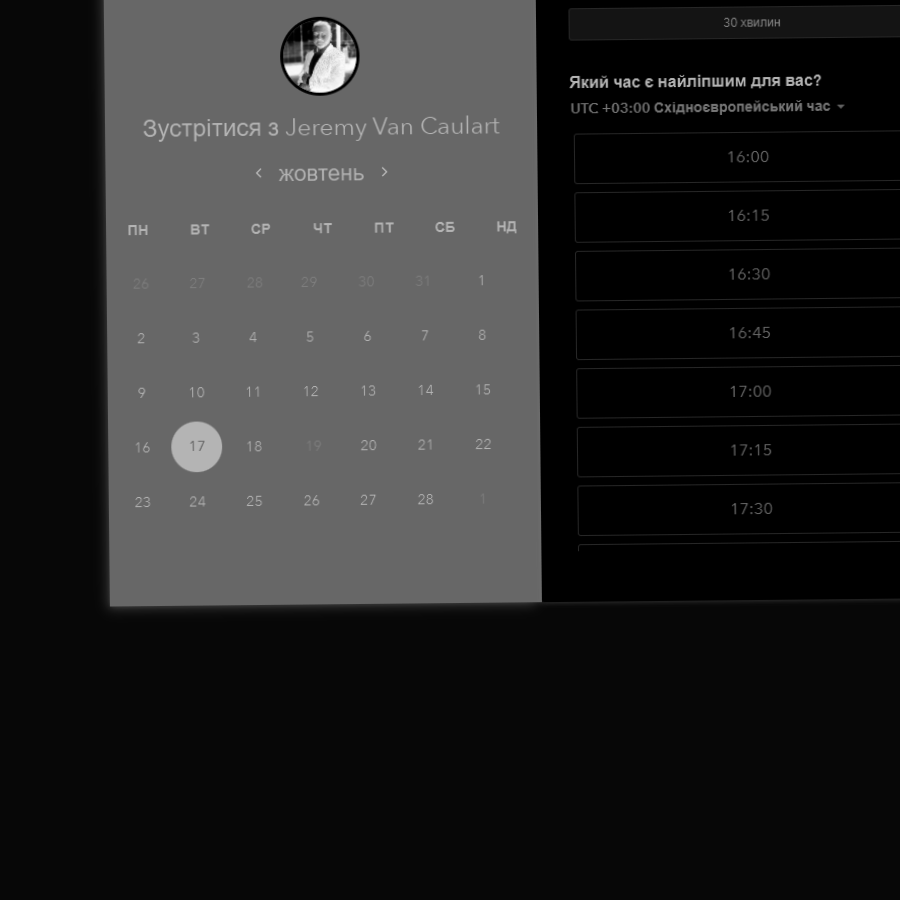 Зустрітися з Jeremy Van Caulart
жовтень
ПН ВТ СР ЧТ ПТ СБ НД
26 27 28 29 30 31 1
2 3 4 5 6 7 8
9 10 11 12 13 14 15
16 17 18 19 20 21 22
23 24 25 26 27 28 1
30 хвилин
Який час є найліпшим для вас?
UTC +03:00 Східноєвропейський час
16:00
16:15
16:30
16:45
17:00
17:15
17:30